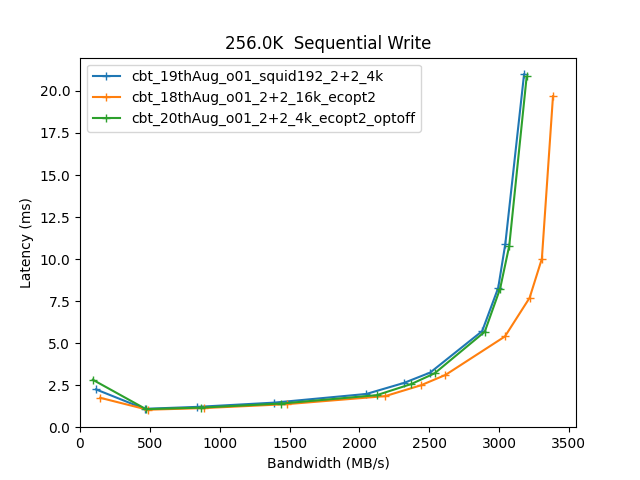 256.0K  Sequential Write
cbt_19thAug_o01_squid192_2+2_4k
cbt_18thAug_o01_2+2_16k_ecopt2
cbt_20thAug_o01_2+2_4k_ecopt2_optoff
Latency (ms)
20.0
17.5
15.0
12.5
10.0
7.5
5.0
2.5
0.0
0 500 1000 1500 2000 2500 3000 3500
Bandwidth (MB/s)